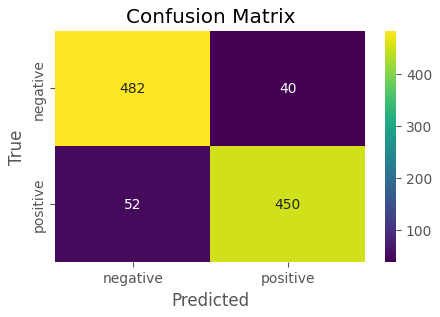 Confusion Matrix
True
negative
482
40
positive
52
450
negative
positive
Predicted
400
300
200
100